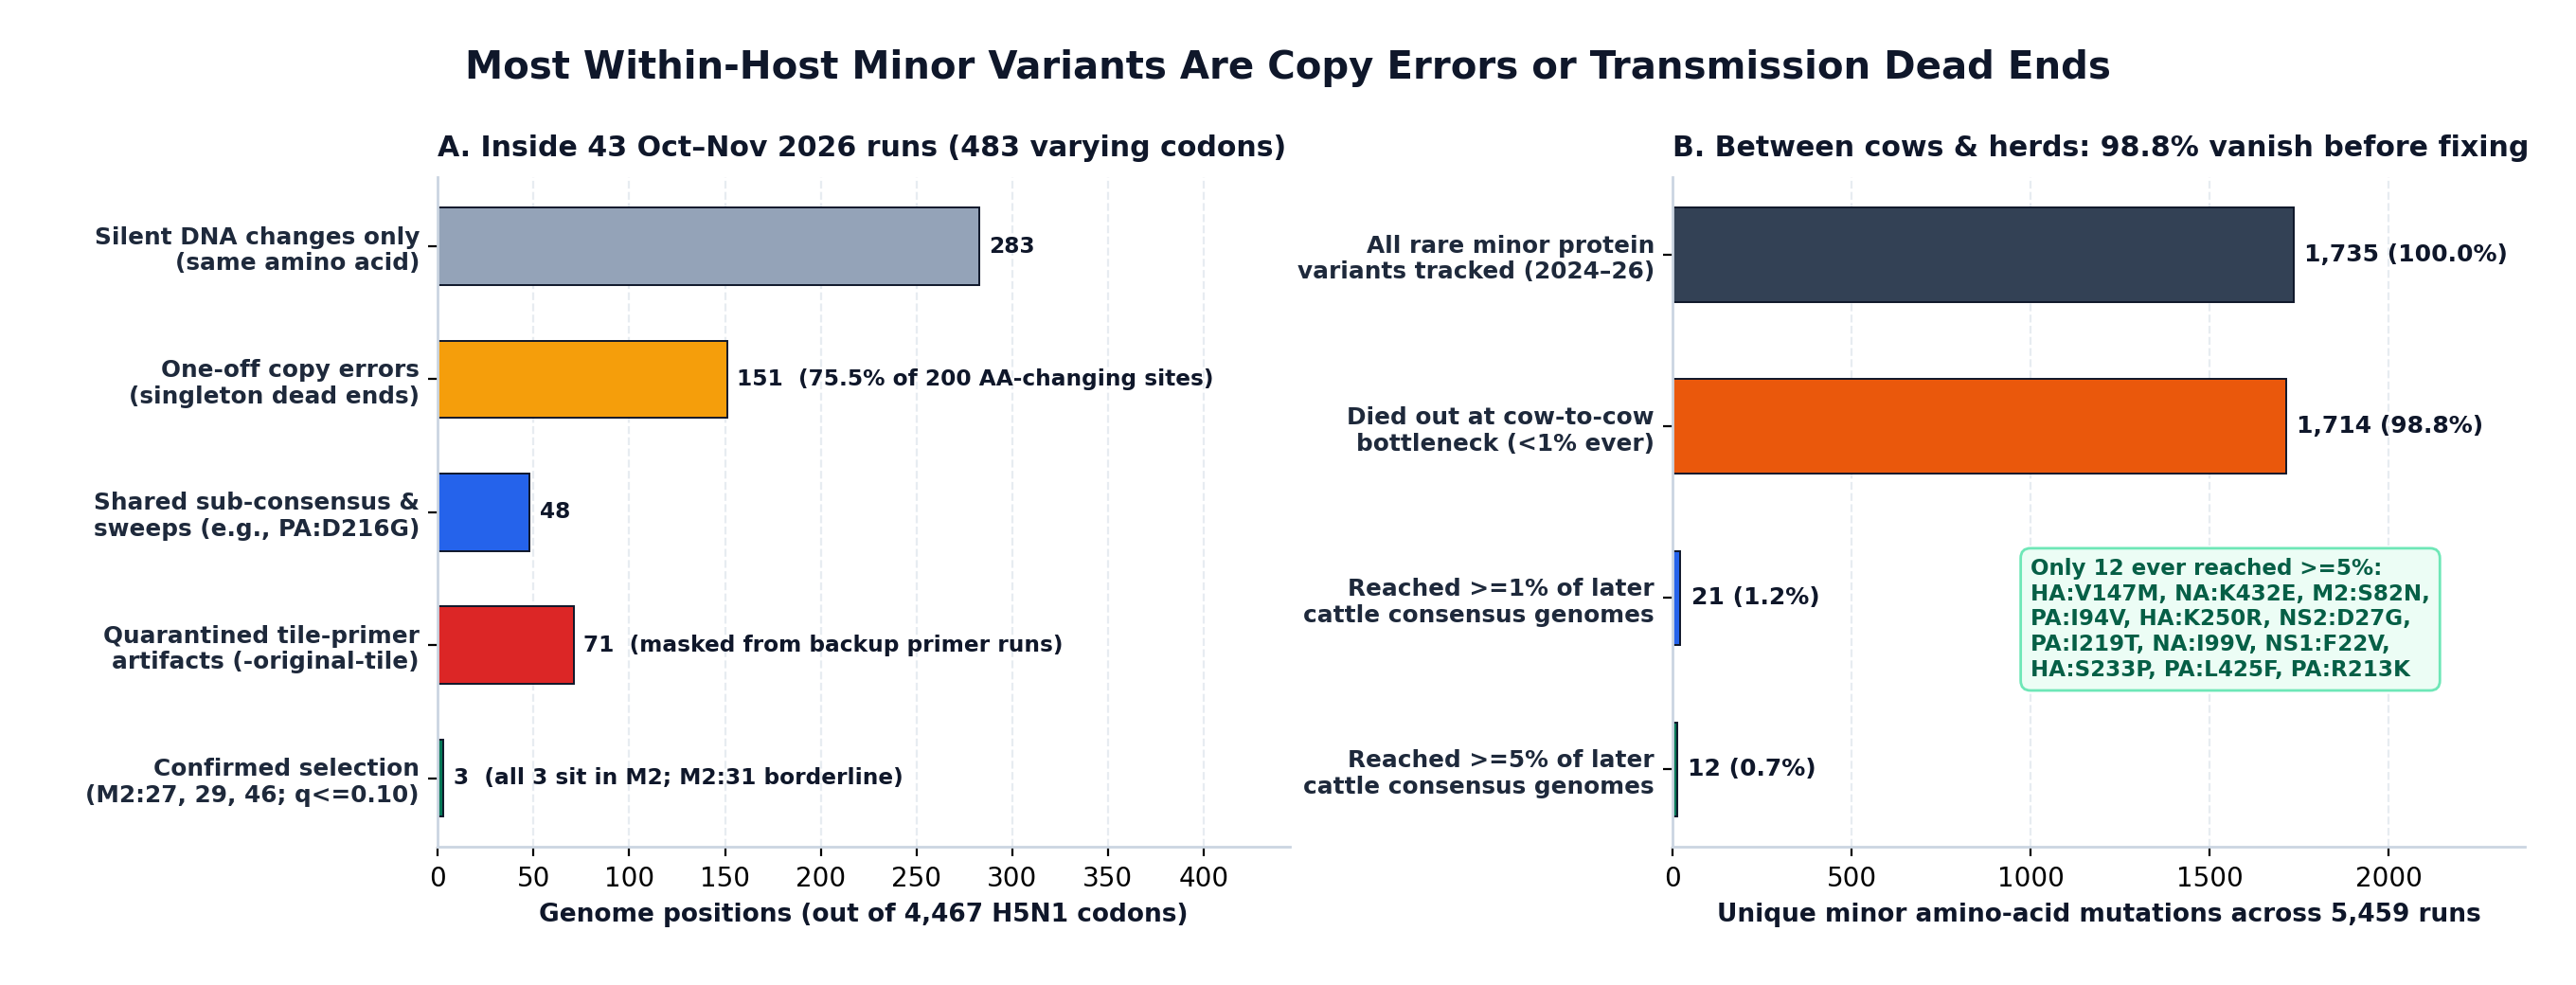 Most Within-Host Minor Variants Are Copy Errors or Transmission Dead Ends
A. Inside 43 Oct–Nov 2026 runs (483 varying codons)
Silent DNA changes only
(same amino acid)
283
One-off copy errors
(singleton dead ends)
151 (75.5% of 200 AA-changing sites)
Shared sub-consensus &
sweeps (e.g., PA:D216G)
48
Quarantined tile-primer
artifacts (-original-tile)
71 (masked from backup primer runs)
Confirmed selection
(M2:27, 29, 46; q<=0.10)
3 (all 3 sit in M2; M2:31 borderline)
0 50 100 150 200 250 300 350 400
Genome positions (out of 4,467 H5N1 codons)
B. Between cows & herds: 98.8% vanish before fixing
All rare minor protein
variants tracked (2024–26)
1,735 (100.0%)
Died out at cow-to-cow
bottleneck (<1% ever)
1,714 (98.8%)
Reached >=1% of later
cattle consensus genomes
21 (1.2%)
Only 12 ever reached >=5%:
HA:V147M, NA:K432E, M2:S82N,
PA:I94V, HA:K250R, NS2:D27G,
PA:I219T, NA:I99V, NS1:F22V,
HA:S233P, PA:L425F, PA:R213K
Reached >=5% of later
cattle consensus genomes
12 (0.7%)
0 500 1000 1500 2000
Unique minor amino-acid mutations across 5,459 runs